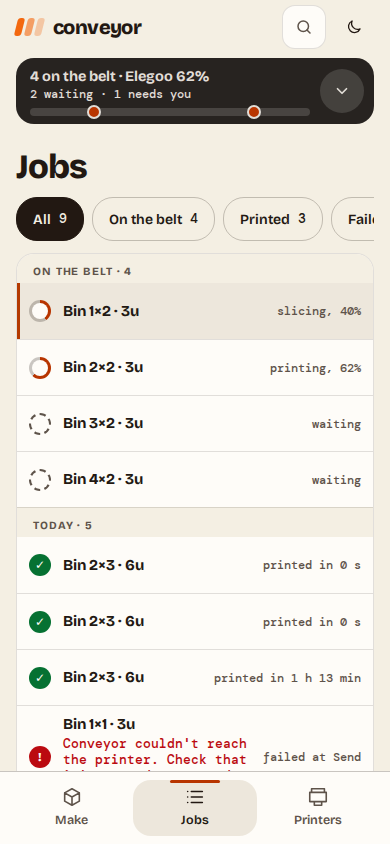 conveyor
4 on the belt · Elegoo 62%
2 waiting · 1 needs you
Jobs
All 9
On the belt 4
Printed 3
ON THE BELT · 4
Bin 1×2 · 3u
slicing, 40%
Bin 2×2 · 3u
printing, 62%
Bin 3×2 · 3u
waiting
Bin 4×2 · 3u
waiting
TODAY · 5
Bin 2×3 · 6u
printed in 0 s
Bin 2×3 · 6u
printed in 0 s
Bin 2×3 · 6u
printed in 1 h 13 min
Bin 1×1 · 3u
Conveyor couldn't reach
the printer. Check that
failed at Send
Make
Jobs
Printers